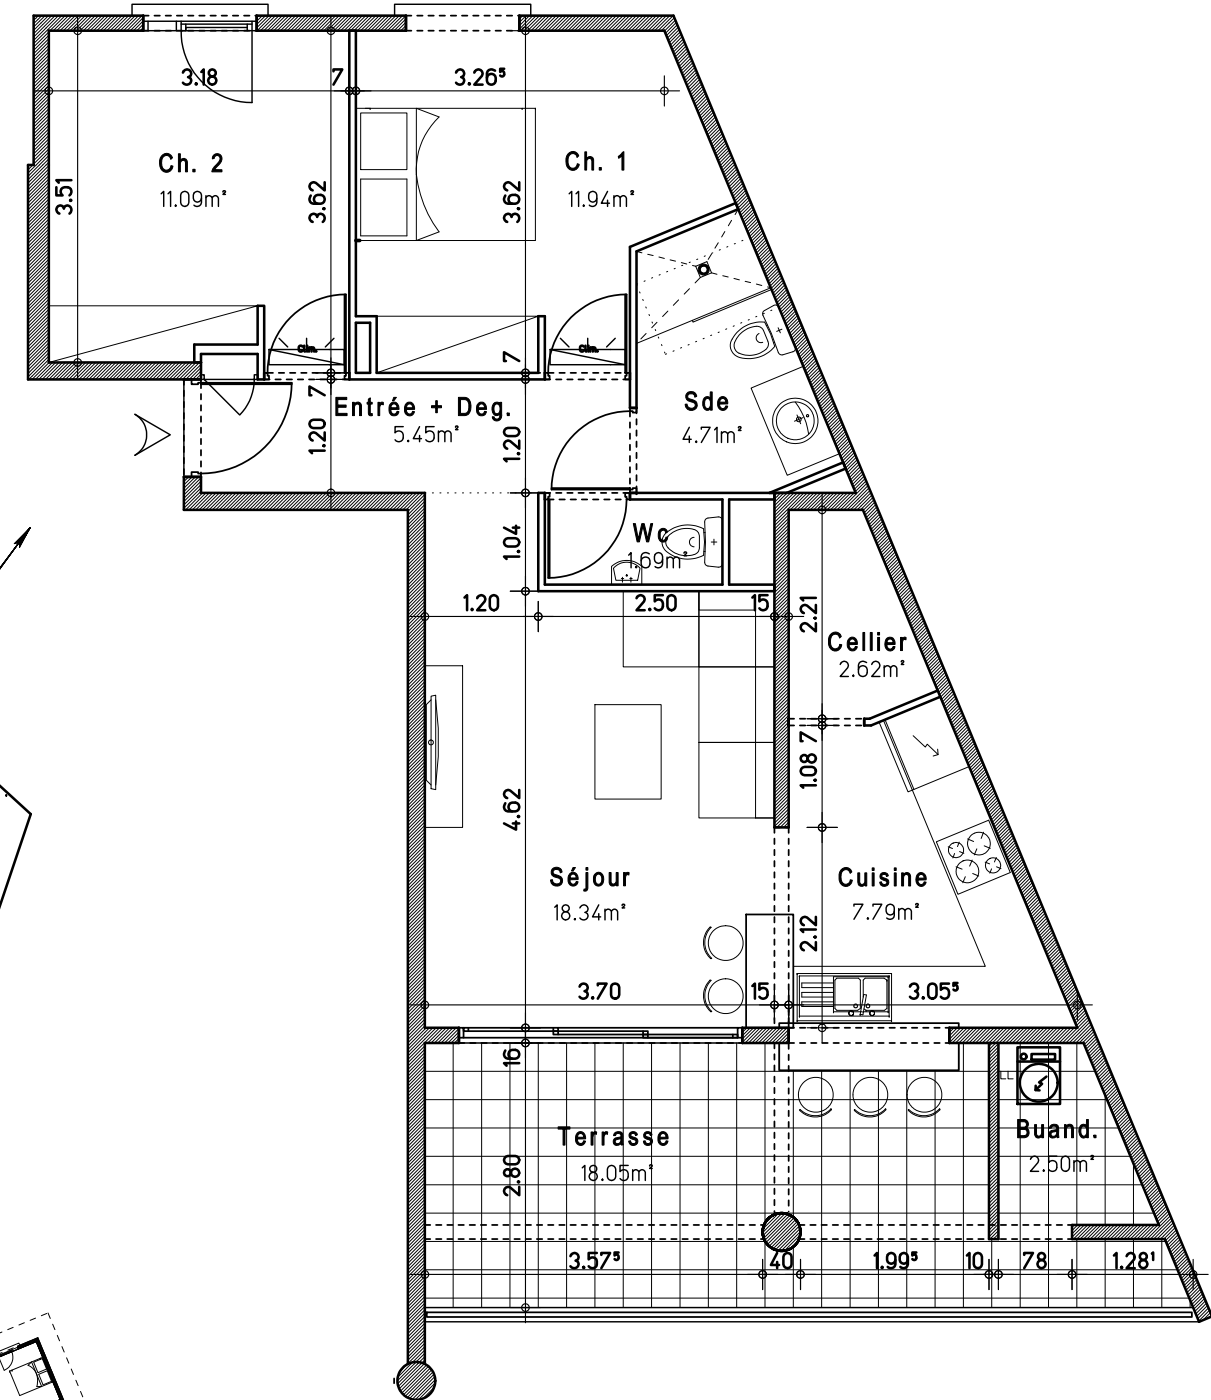 3.18
7
3.26⁵
Ch. 2
11.09m²
Ch. 1
11.94m²
3.51
3.62
3.62
Clim.
Clim.
7
7
Entrée + Deg.
5.45m²
1.20
1.20
Sde
4.71m²
1.04
Wc
1.69m²
1.20
2.50
15
2.21
Cellier
2.62m²
7
1.08
4.62
Séjour
18.34m²
Cuisine
7.79m²
2.12
3.70
15
3.05⁵
16
LL
Terrasse
18.05m²
Buand.
2.50m²
2.80
3.57⁵
40
1.99⁵
10
78
1.28¹